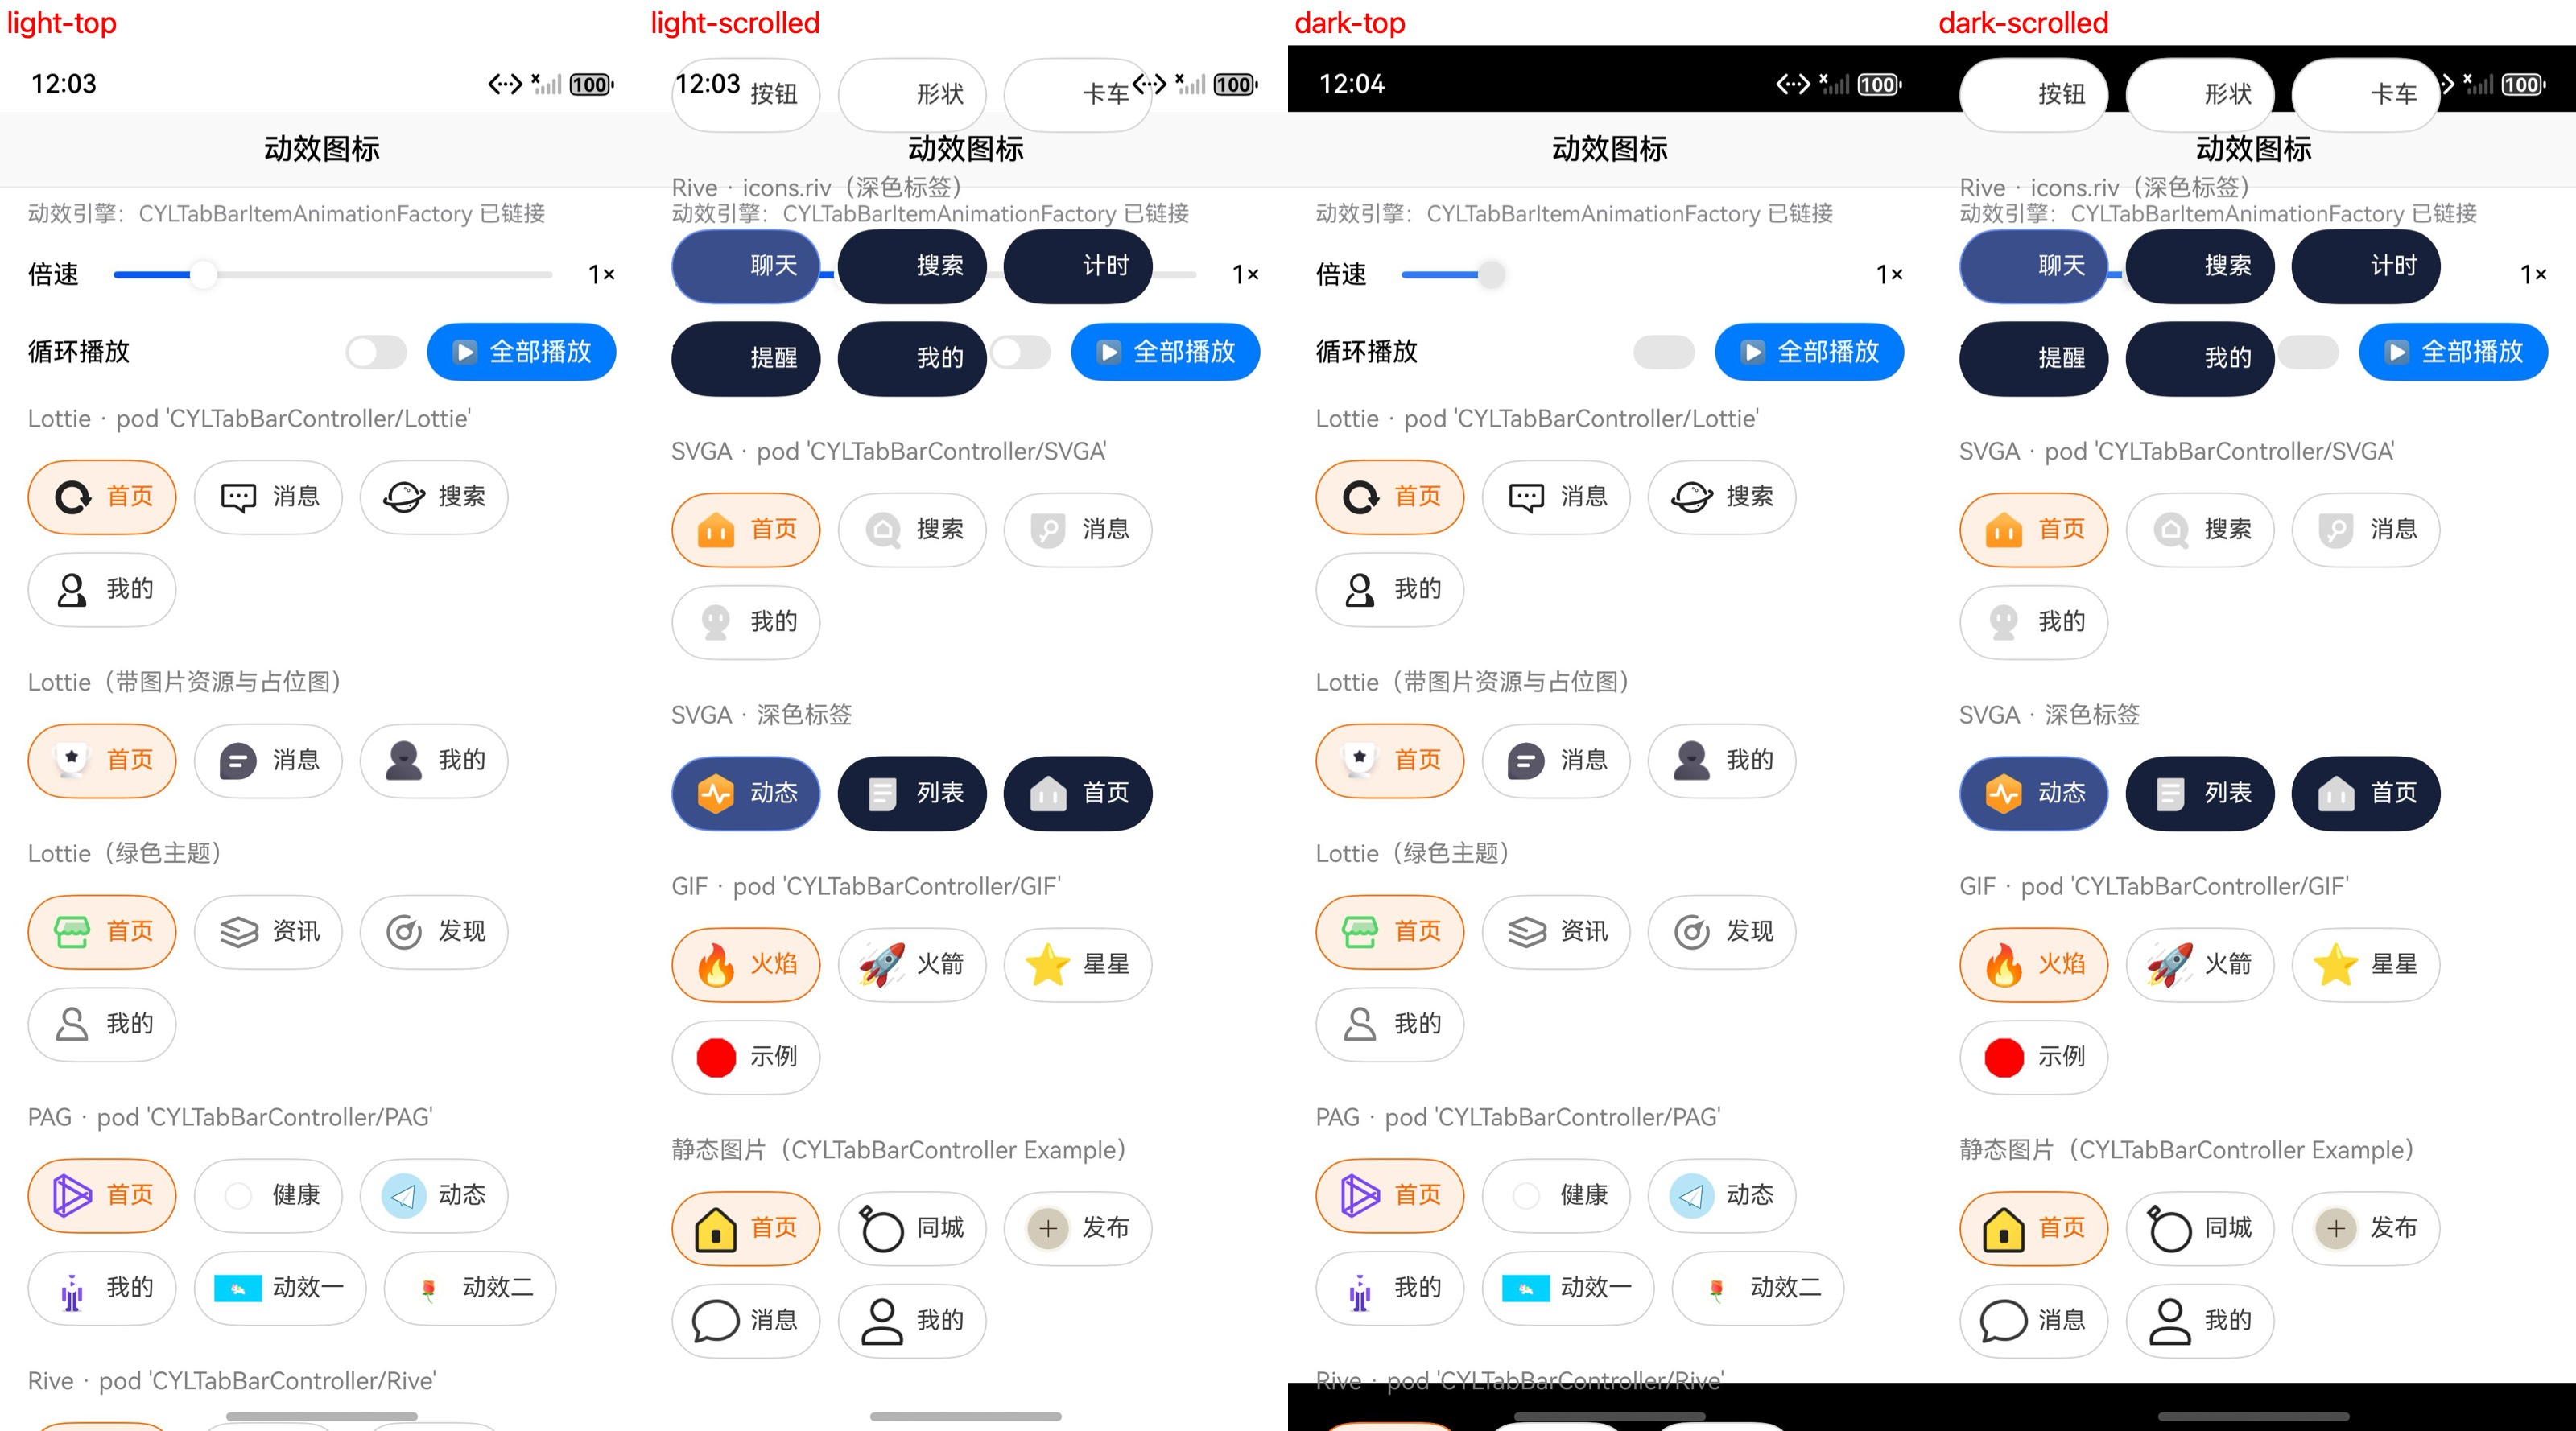 light-top
12:03
100
动效图标
动效引擎：CYLTabBarItemAnimationFactory 已链接
倍速
1×
循环播放
全部播放
Lottie · pod 'CYLTabBarController/Lottie'
首页
消息
搜索
我的
Lottie（带图片资源与占位图）
首页
消息
我的
Lottie（绿色主题）
首页
资讯
发现
我的
PAG · pod 'CYLTabBarController/PAG'
首页
健康
动态
我的
动效一
动效二
Rive · pod 'CYLTabBarController/Rive'
light-scrolled
12:03
按钮
形状
卡车
100
动效图标
Rive · icons.riv（深色标签）
动效引擎：CYLTabBarItemAnimationFactory 已链接
聊天
搜索
计时
1×
提醒
我的
全部播放
SVGA · pod 'CYLTabBarController/SVGA'
首页
搜索
消息
我的
SVGA · 深色标签
动态
列表
首页
GIF · pod 'CYLTabBarController/GIF'
火焰
火箭
星星
示例
静态图片（CYLTabBarController Example）
首页
同城
发布
消息
我的
dark-top
12:04
100
动效图标
动效引擎：CYLTabBarItemAnimationFactory 已链接
倍速
1×
循环播放
全部播放
Lottie · pod 'CYLTabBarController/Lottie'
首页
消息
搜索
我的
Lottie（带图片资源与占位图）
首页
消息
我的
Lottie（绿色主题）
首页
资讯
发现
我的
PAG · pod 'CYLTabBarController/PAG'
首页
健康
动态
我的
动效一
动效二
Rive · pod 'CYLTabBarController/Rive'
dark-scrolled
按钮
形状
卡车
100
动效图标
Rive · icons.riv（深色标签）
动效引擎：CYLTabBarItemAnimationFactory 已链接
聊天
搜索
计时
1×
提醒
我的
全部播放
SVGA · pod 'CYLTabBarController/SVGA'
首页
搜索
消息
我的
SVGA · 深色标签
动态
列表
首页
GIF · pod 'CYLTabBarController/GIF'
火焰
火箭
星星
示例
静态图片（CYLTabBarController Example）
首页
同城
发布
消息
我的